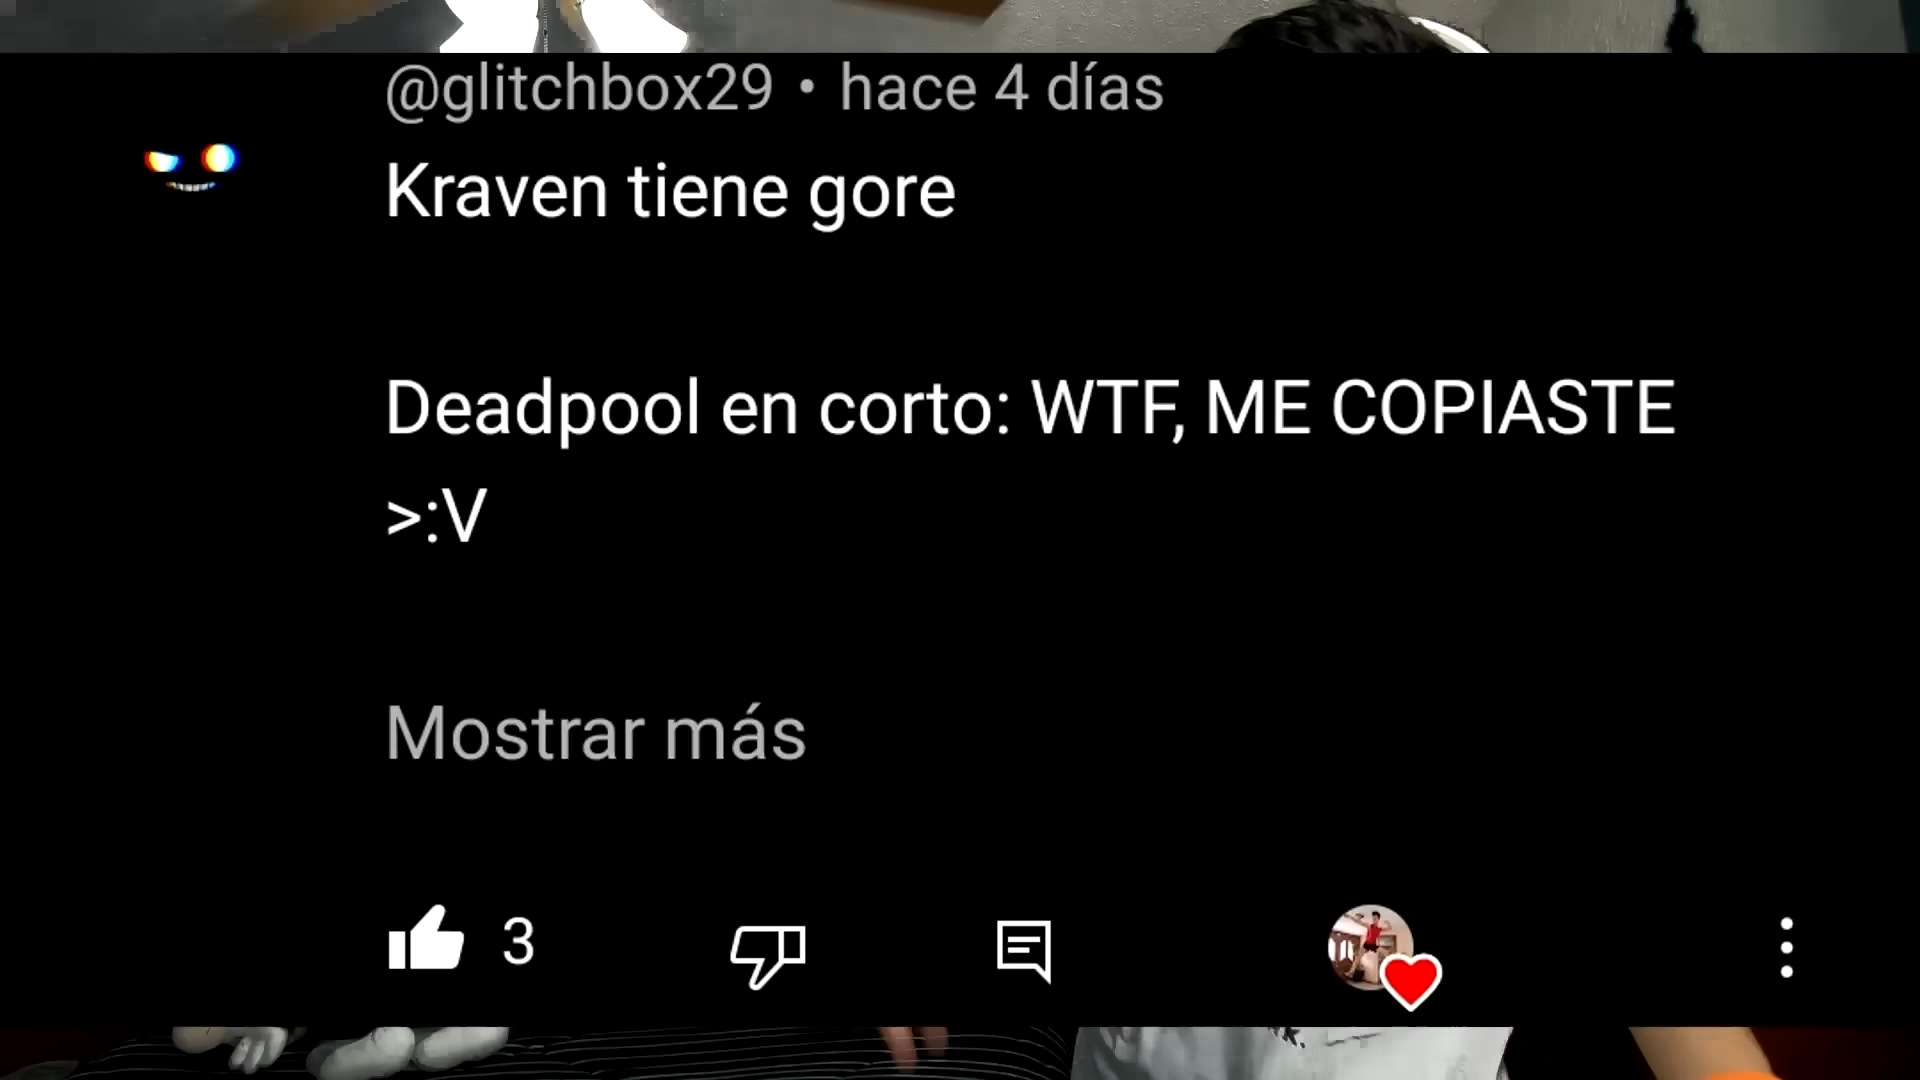 @glitchbox29 • hace 4 días
Kraven tiene gore
Deadpool en corto: WTF, ME COPIASTE
>:V
Mostrar más
3